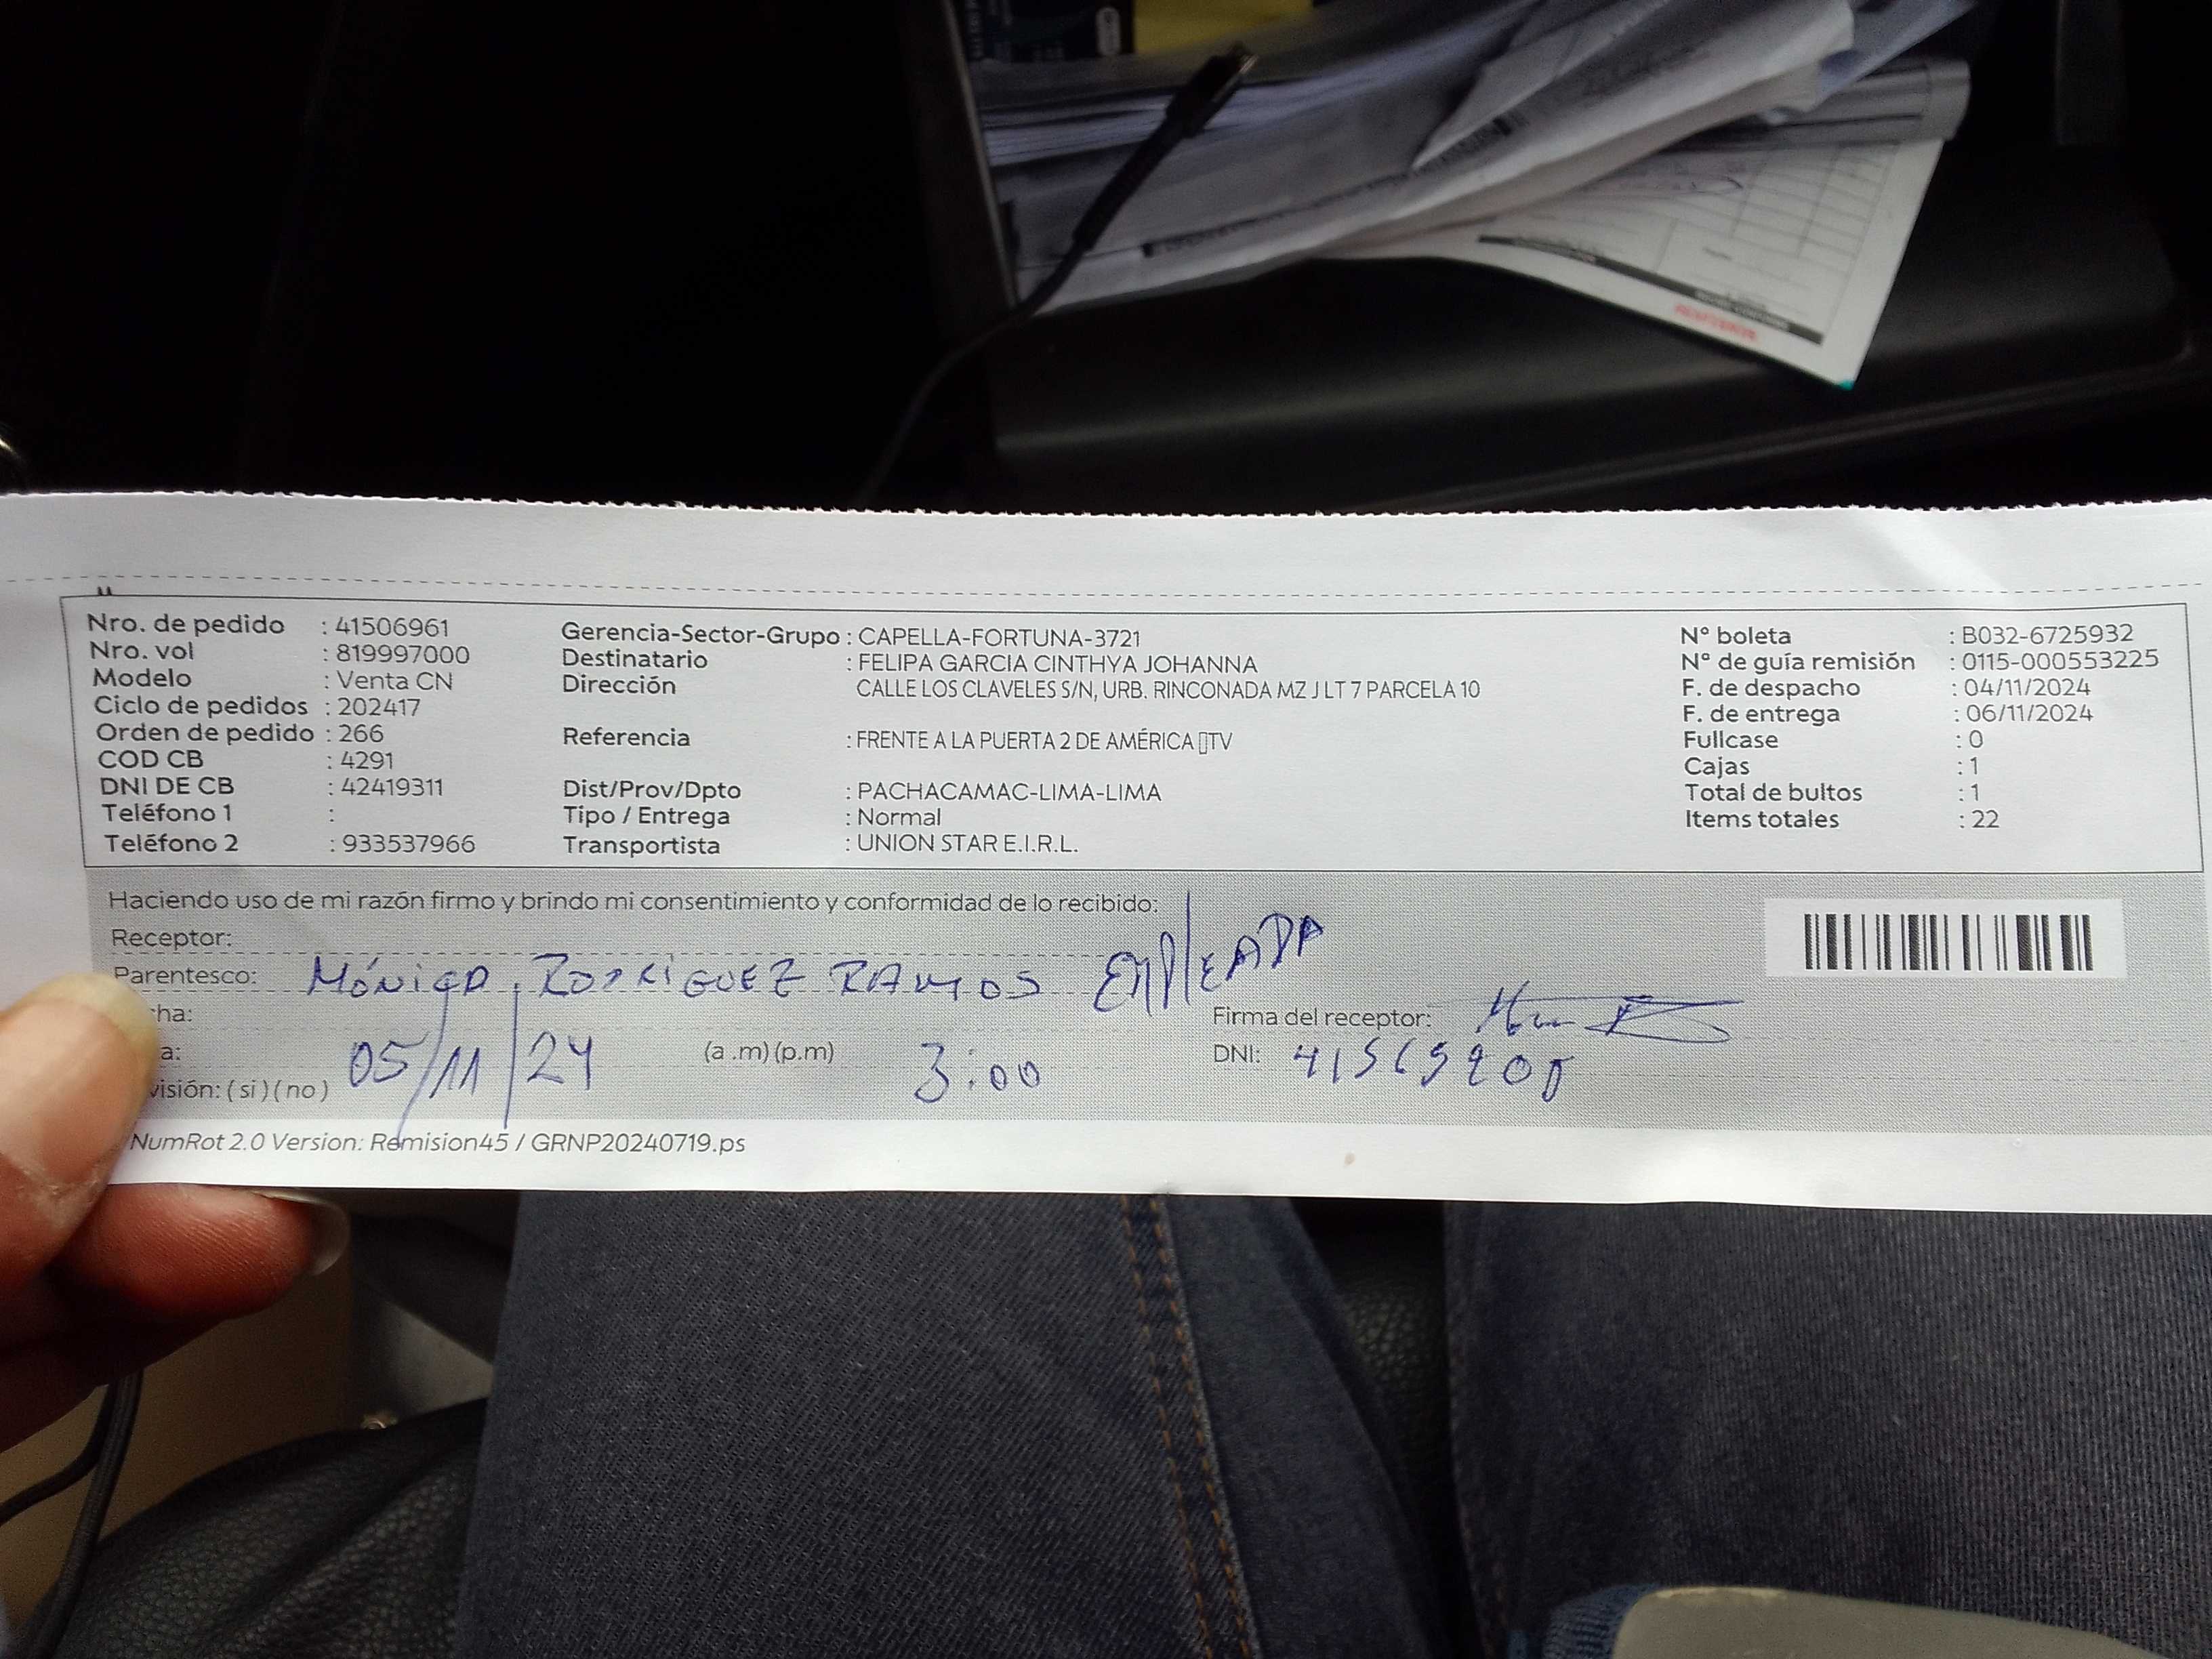 Nro. de pedido : 41506961
Nro. vol : 819997000
Modelo : Venta CN
Ciclo de pedidos : 202417
Orden de pedido : 266
COD CB : 4291
DNI DE CB : 42419311
Teléfono 1 :
Teléfono 2 : 933537966
Gerencia-Sector-Grupo : CAPELLA-FORTUNA-3721
Destinatario : FELIPA GARCIA CINTHYA JOHANNA
Dirección CALLE LOS CLAVELES S/N, URB. RINCONADA MZ J LT 7 PARCELA 10
Referencia : FRENTE A LA PUERTA 2 DE AMÉRICA ▯TV
Dist/Prov/Dpto : PACHACAMAC-LIMA-LIMA
Tipo / Entrega : Normal
Transportista : UNION STAR E.I.R.L.
N° boleta : B032-6725932
N° de guía remisión : 0115-000553225
F. de despacho : 04/11/2024
F. de entrega : 06/11/2024
Fullcase : 0
Cajas : 1
Total de bultos : 1
Items totales : 22
Haciendo uso de mi razón firmo y brindo mi consentimiento y conformidad de lo recibido:
Receptor:
Parentesco: MÓNICA RODRIGUEZ RAMOS EMPLEADA
ha:
a: 05/11/24 (a .m) (p.m) 3:00
visión: ( si ) ( no )
Firma del receptor:
DNI:
NumRot 2.0 Version: Remision45 / GRNP20240719.ps